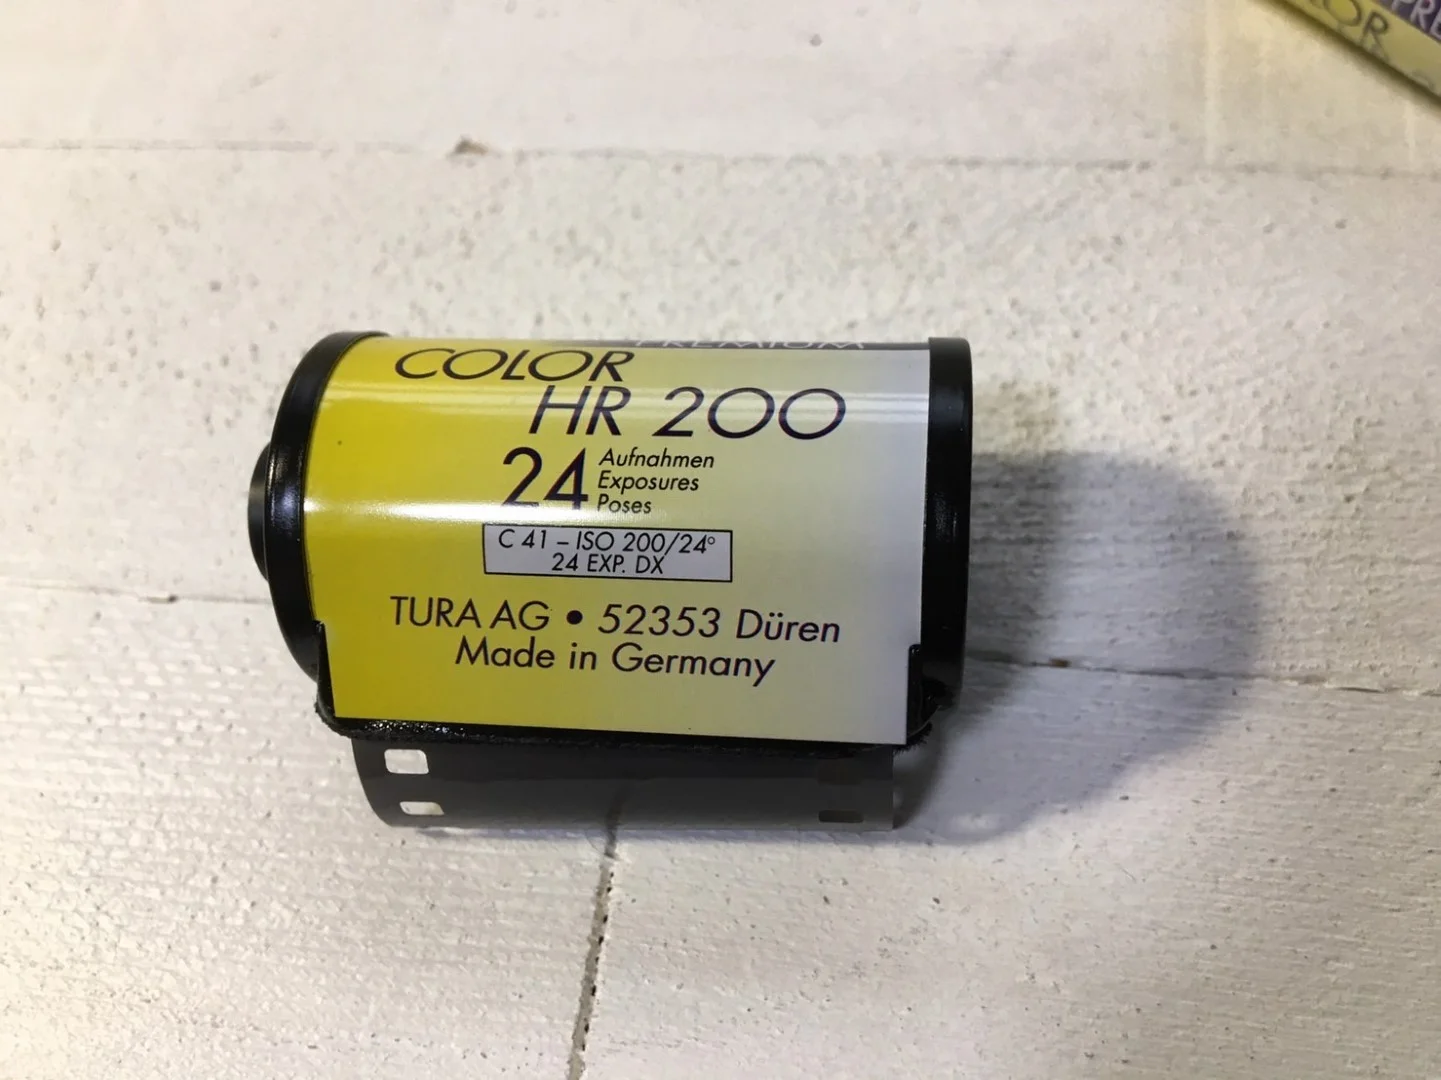 PREMIUM
COLOR
HR 200
24 Aufnahmen
Exposures
Poses
C 41 – ISO 200/24°
24 EXP. DX
TURA AG • 52353 Düren
Made in Germany